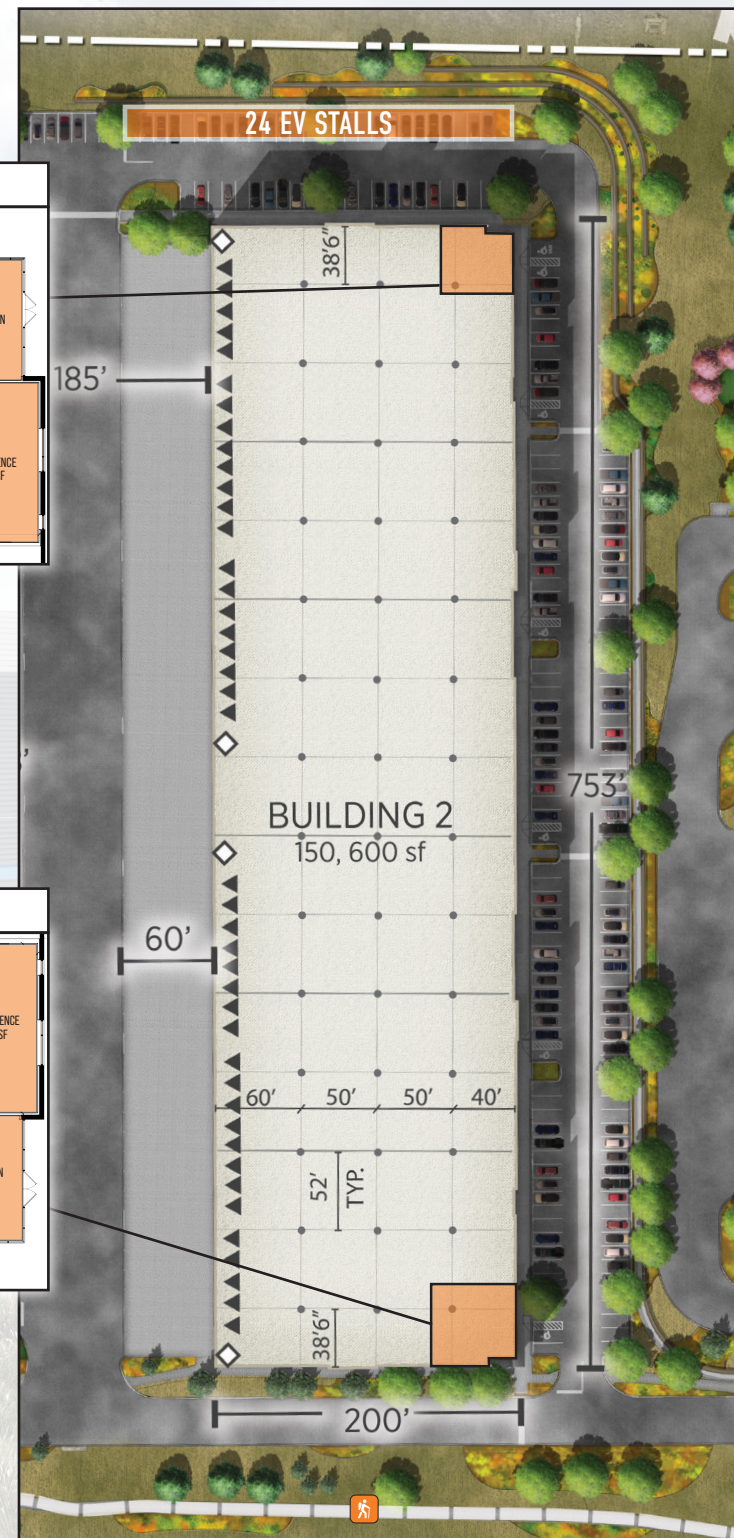 24 EV STALLS
38'6"
185'
753'
BUILDING 2
150, 600 sf
60'
60'
50'
50'
40'
52'
TYP.
38'6"
200'